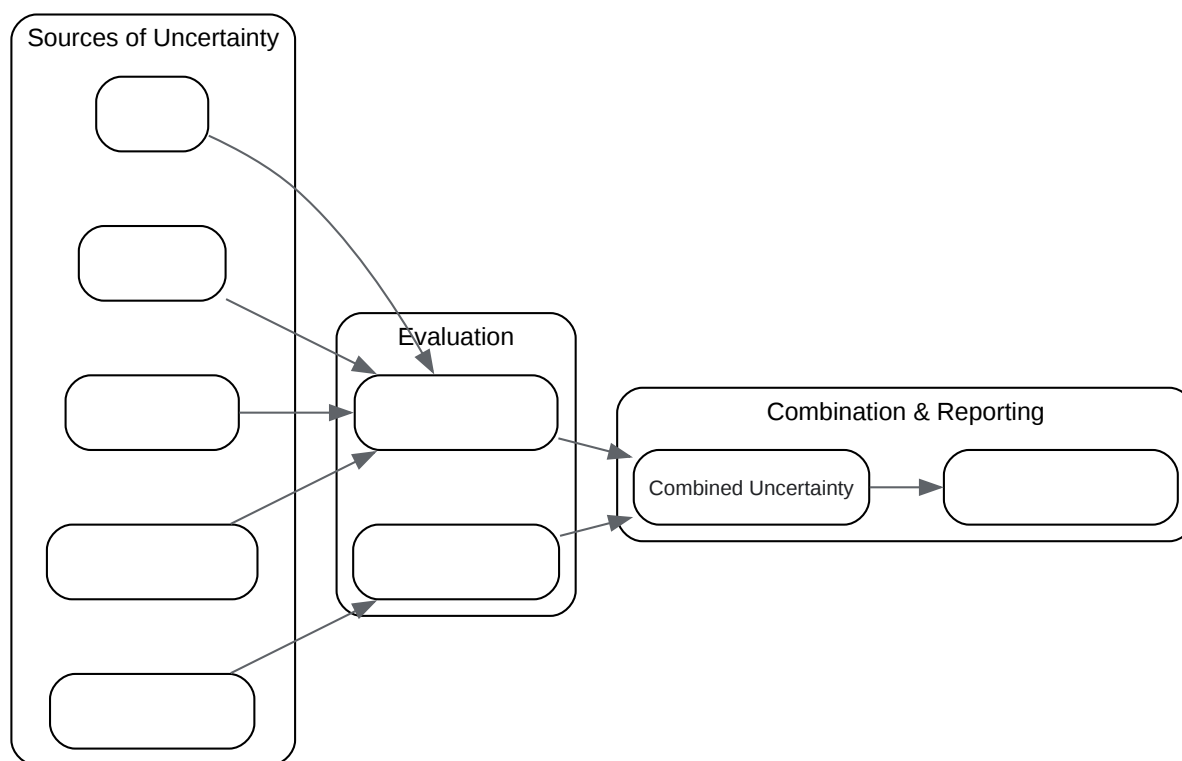 Sources of Uncertainty
Evaluation
Combination & Reporting
Combined Uncertainty